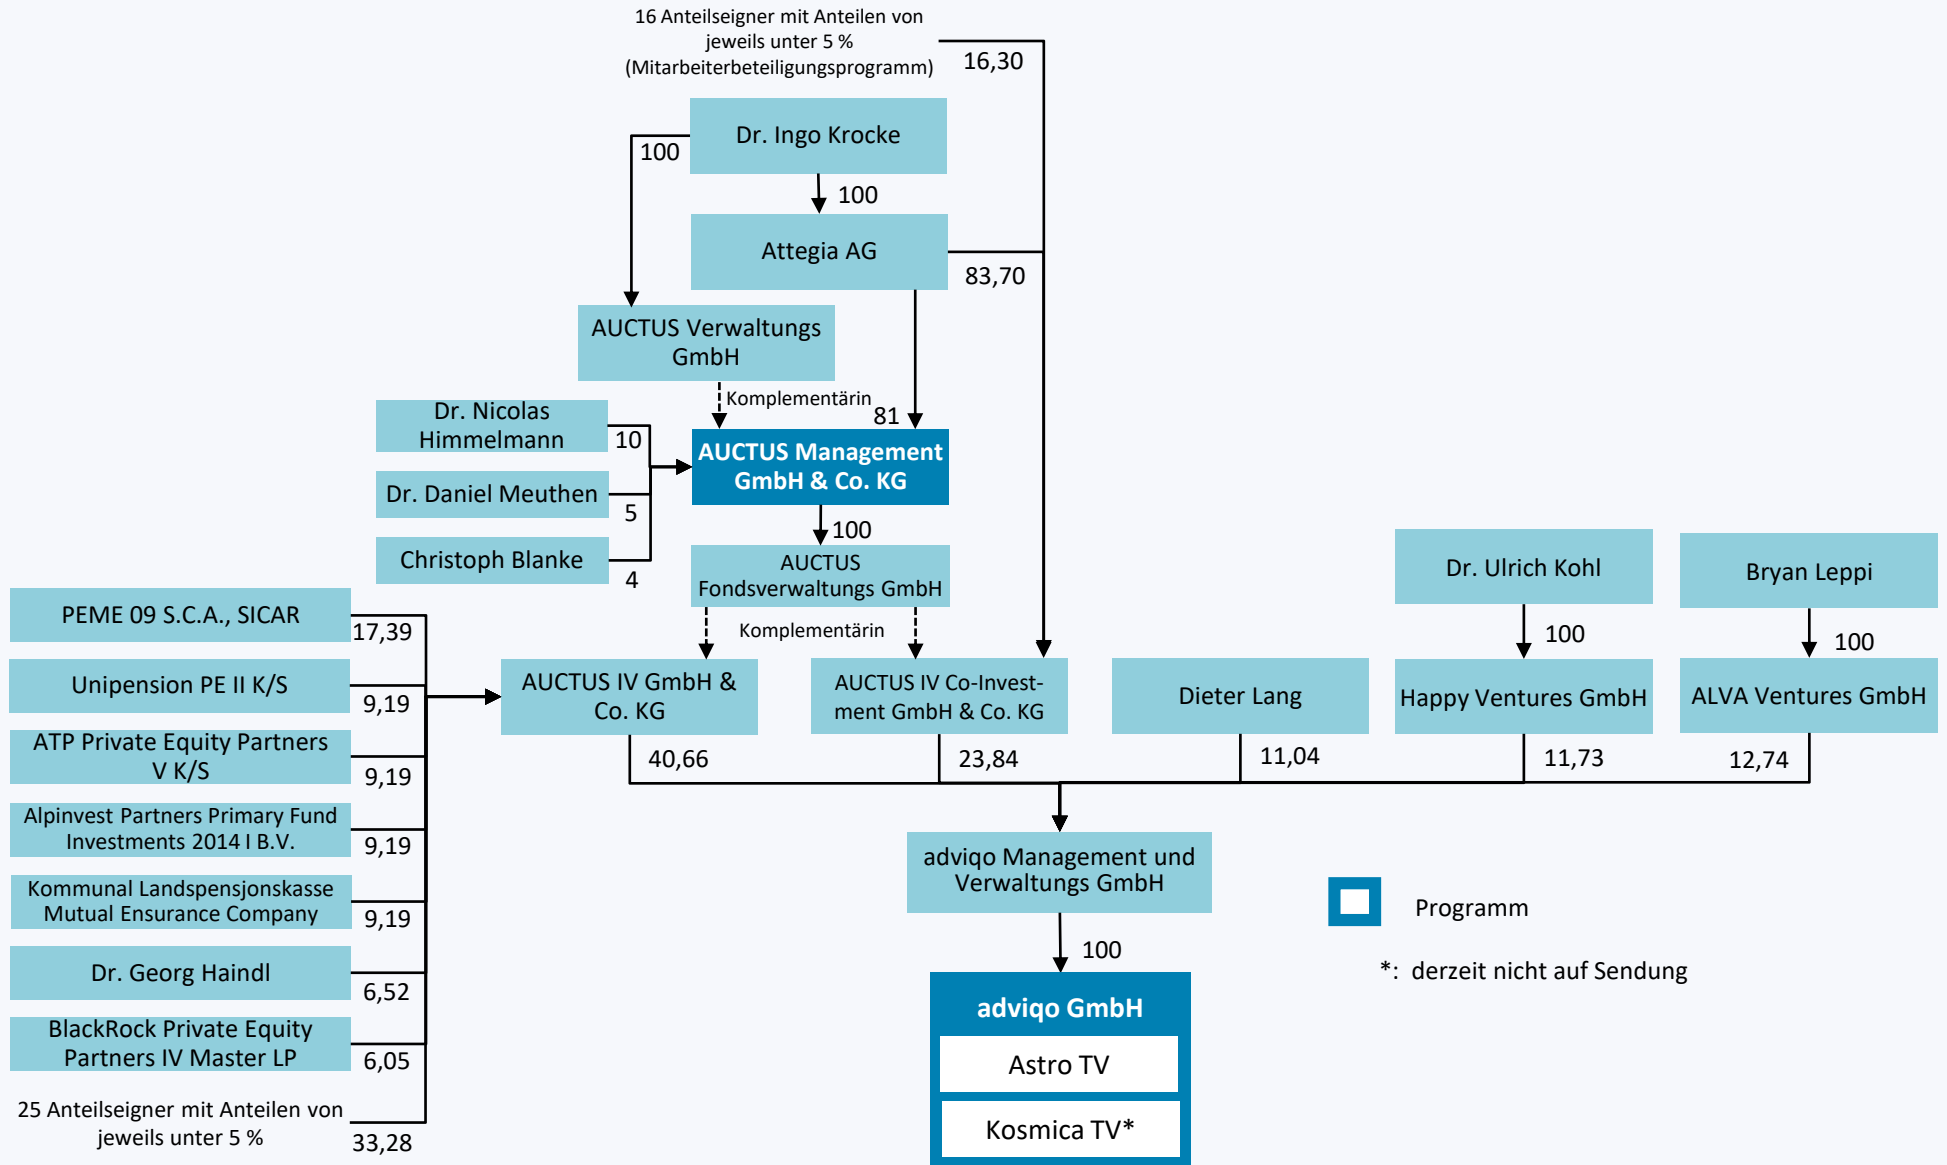 16 Anteilseigner mit Anteilen von
jeweils unter 5 %
(Mitarbeiterbeteiligungsprogramm)
16,30
Dr. Ingo Krocke
100
100
Attegia AG
83,70
AUCTUS Verwaltungs
GmbH
Komplementärin
81
Dr. Nicolas
Himmelmann
10
AUCTUS Management
GmbH & Co. KG
Dr. Daniel Meuthen
5
100
Christoph Blanke
4
AUCTUS
Fondsverwaltungs GmbH
Dr. Ulrich Kohl
Bryan Leppi
PEME 09 S.C.A., SICAR
17,39
Komplementärin
100
100
Unipension PE II K/S
9,19
AUCTUS IV GmbH &
Co. KG
AUCTUS IV Co-Invest-
ment GmbH & Co. KG
Dieter Lang
Happy Ventures GmbH
ALVA Ventures GmbH
ATP Private Equity Partners
V K/S
9,19
40,66
23,84
11,04
11,73
12,74
Alpinvest Partners Primary Fund
Investments 2014 I B.V.
9,19
adviqo Management und
Verwaltungs GmbH
Kommunal Landspensjonskasse
Mutual Ensurance Company
9,19
Programm
100
Dr. Georg Haindl
6,52
*: derzeit nicht auf Sendung
adviqo GmbH
BlackRock Private Equity
Partners IV Master LP
6,05
Astro TV
25 Anteilseigner mit Anteilen von
jeweils unter 5 %
33,28
Kosmica TV*